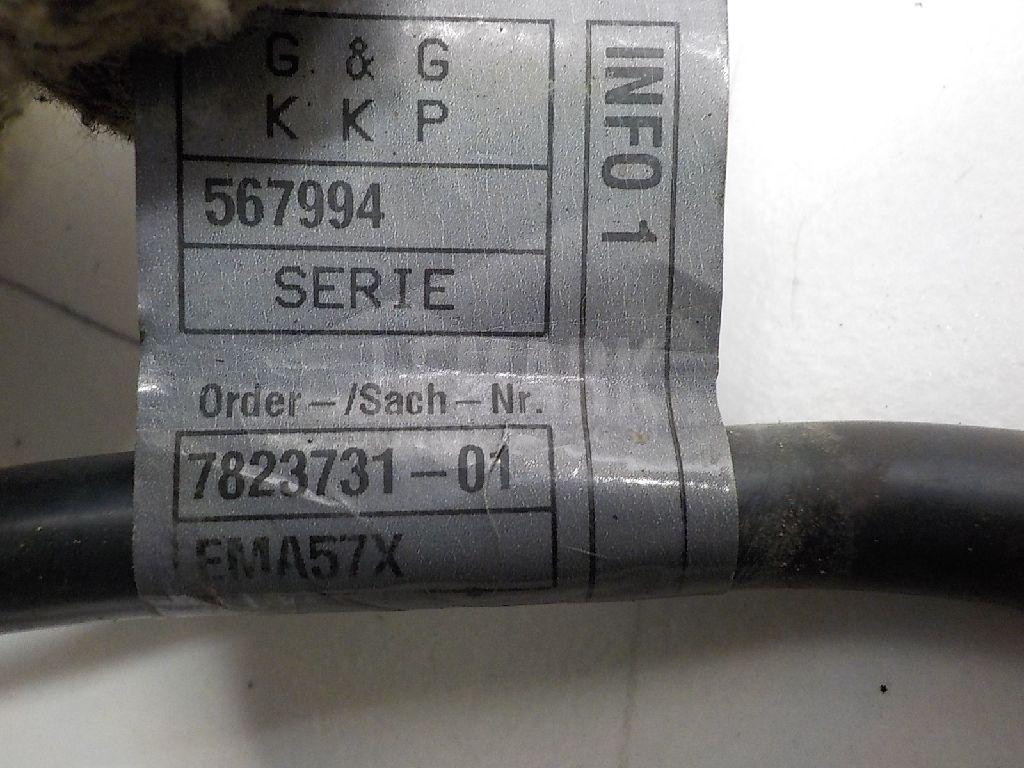 G & G
K K P
567994
SERIE
Order-/Sach-Nr.
7823731-01
EMA57X
INFO 1